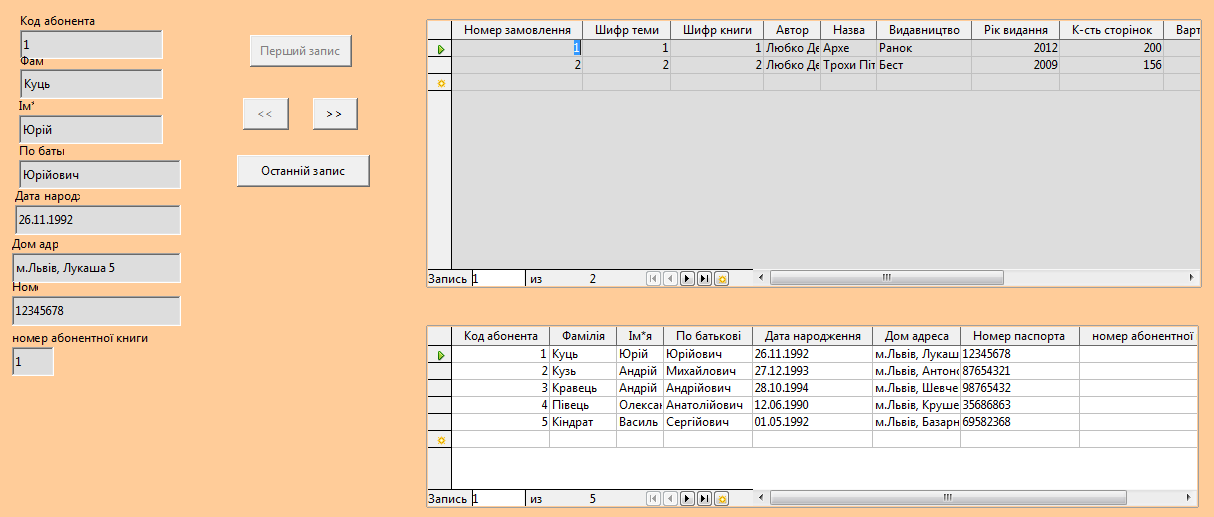 Код абонента
1
Фам
Куць
Ім*
Юрій
По баты
Юрійович
Дата народ
26.11.1992
Дом адр
м.Львів, Лукаша 5
Ном
12345678
номер абонентної книги
1
Перший запис
<< >>
Останній запис
Номер замовлення Шифр теми Шифр книги Автор Назва Видавництво Рік видання К-сть сторінок Варт
1 1 1 Любко Де Архе Ранок 2012 200
2 2 2 Любко Де Трохи Піт Бест 2009 156
Запись 1 из 2
Код абонента Фамілія Ім*я По батькові Дата народження Дом адреса Номер паспорта номер абонентної
1 Куць Юрій Юрійович 26.11.1992 м.Львів, Лукаш 12345678
2 Кузь Андрій Михайлович 27.12.1993 м.Львів, Антоно 87654321
3 Кравець Андрій Андрійович 28.10.1994 м.Львів, Шевче 98765432
4 Півець Олексан Анатолійович 12.06.1990 м.Львів, Круше 35686863
5 Кіндрат Василь Сергійович 01.05.1992 м.Львів, Базарн 69582368
Запись 1 из 5